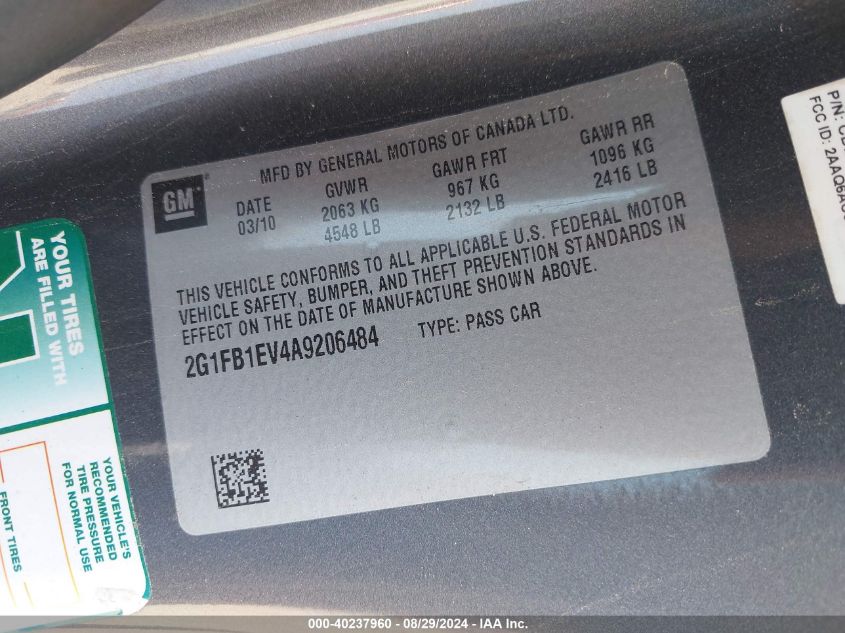 GM
MFD BY GENERAL MOTORS OF CANADA LTD.
DATE GVWR GAWR FRT GAWR RR
03/10 2063 KG 967 KG 1096 KG
4548 LB 2132 LB 2416 LB
THIS VEHICLE CONFORMS TO ALL APPLICABLE U.S. FEDERAL MOTOR
VEHICLE SAFETY, BUMPER, AND THEFT PREVENTION STANDARDS IN
EFFECT ON THE DATE OF MANUFACTURE SHOWN ABOVE.
2G1FB1EV4A9206484 TYPE: PASS CAR
YOUR TIRES
ARE FILLED WITH
YOUR VEHICLE'S
RECOMMENDED
TIRE PRESSURE
FOR NORMAL USE
FRONT TIRES
P/N:
FCC ID:
000-40237960 - 08/29/2024 - IAA Inc.